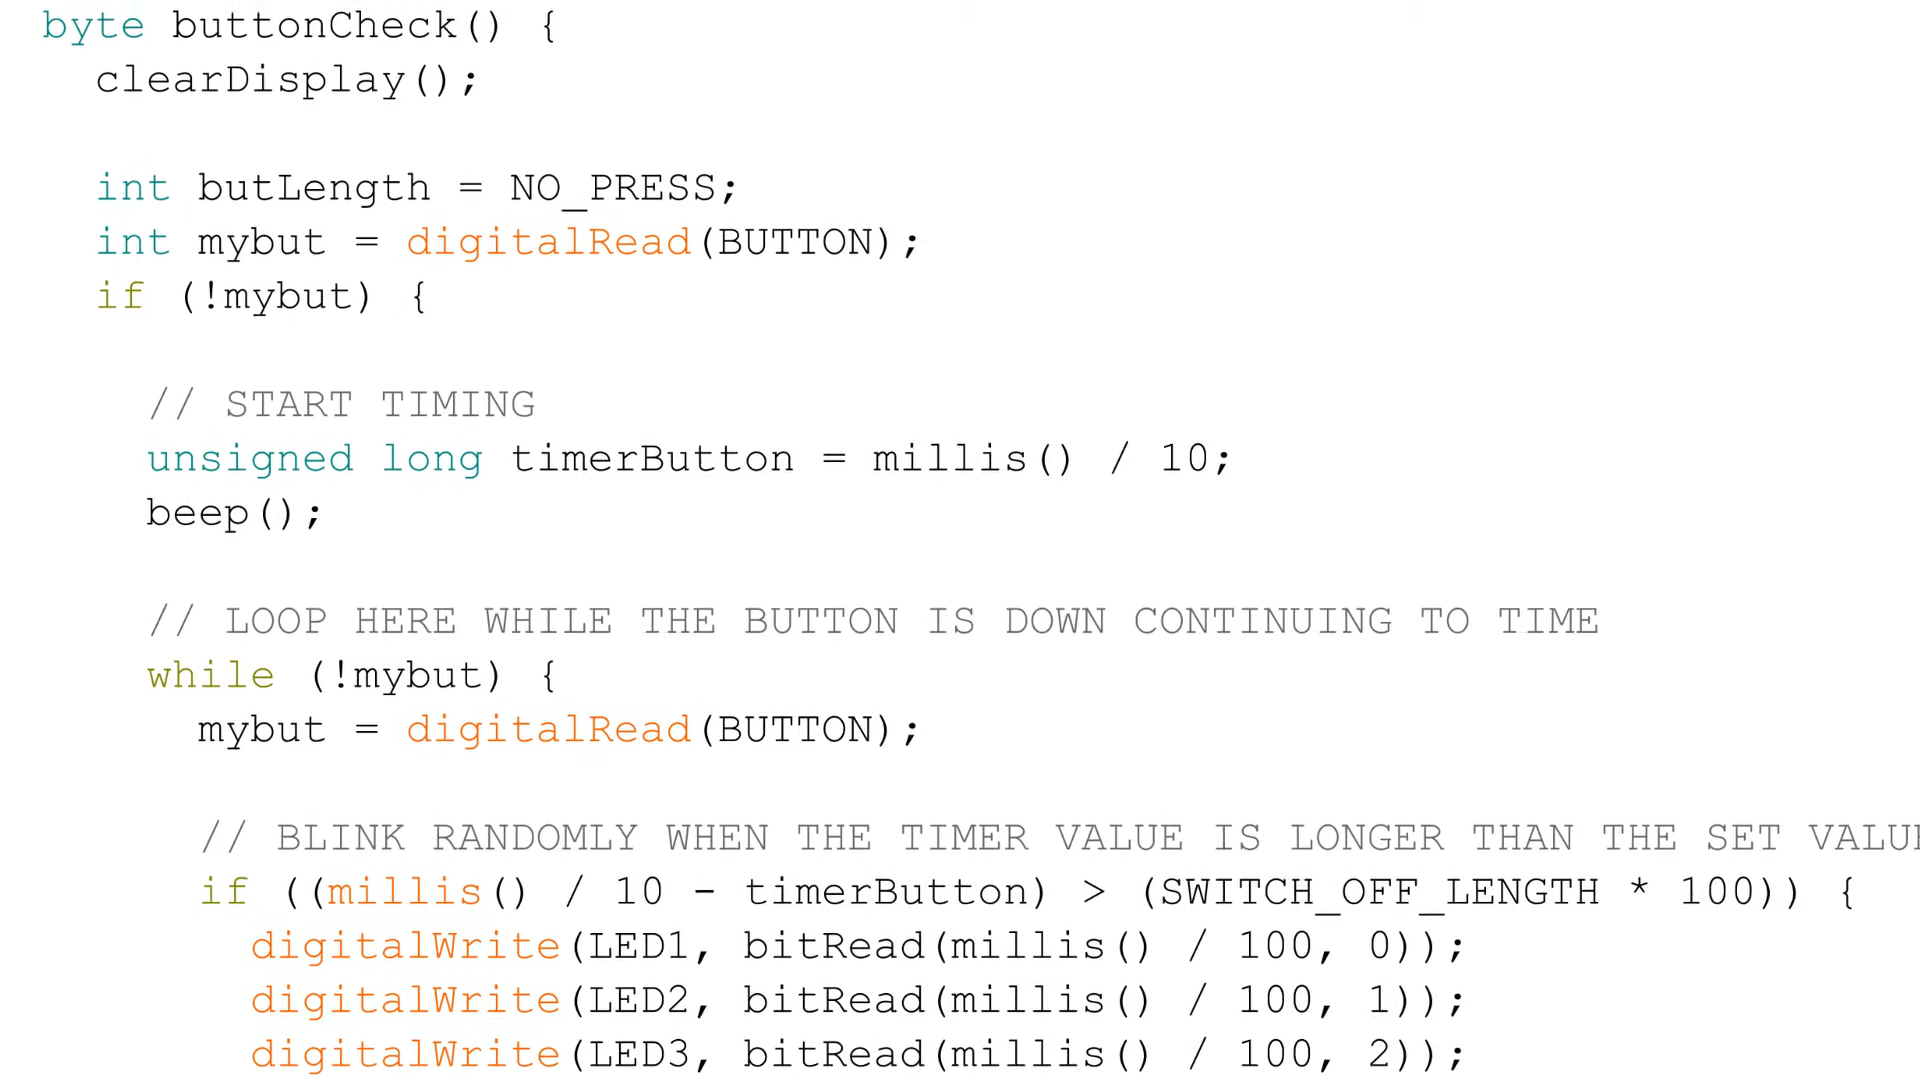 byte buttonCheck() {
clearDisplay();
int butLength = NO_PRESS;
int mybut = digitalRead(BUTTON);
if (!mybut) {
// START TIMING
unsigned long timerButton = millis() / 10;
beep();
// LOOP HERE WHILE THE BUTTON IS DOWN CONTINUING TO TIME
while (!mybut) {
mybut = digitalRead(BUTTON);
// BLINK RANDOMLY WHEN THE TIMER VALUE IS LONGER THAN THE SET VALUE
if ((millis() / 10 - timerButton) > (SWITCH_OFF_LENGTH * 100)) {
digitalWrite(LED1, bitRead(millis() / 100, 0));
digitalWrite(LED2, bitRead(millis() / 100, 1));
digitalWrite(LED3, bitRead(millis() / 100, 2));